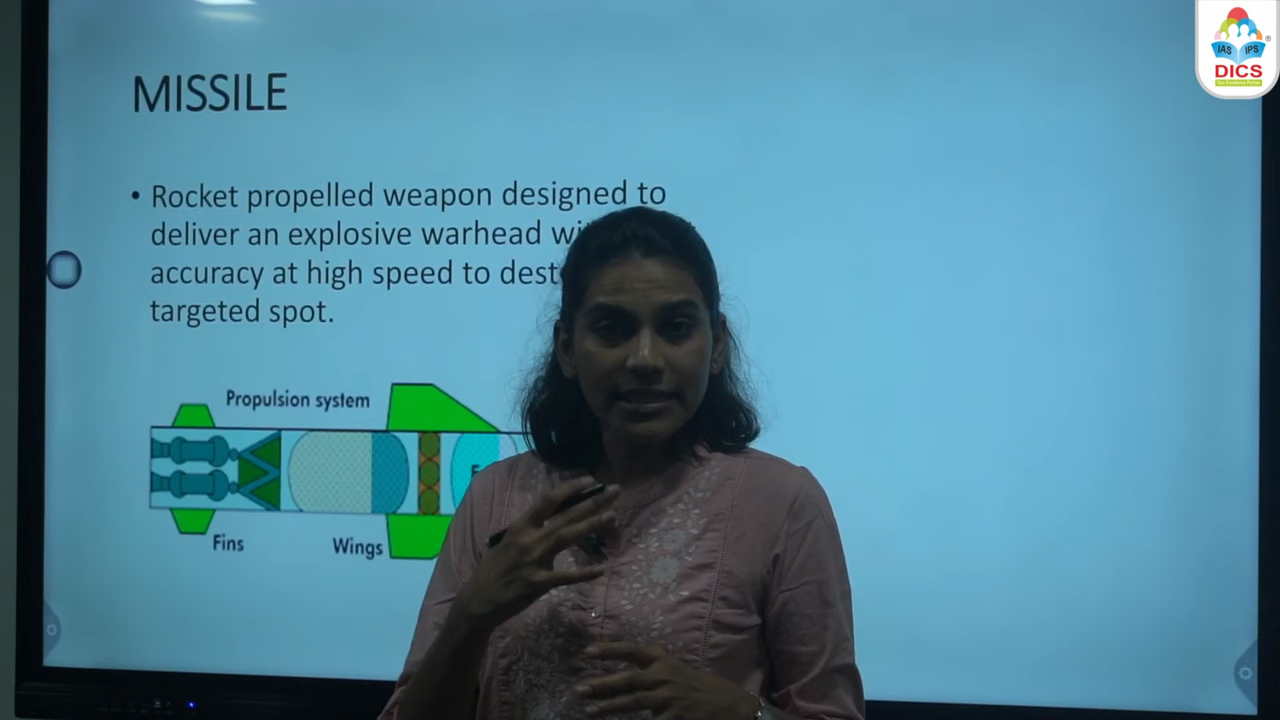 MISSILE
• Rocket propelled weapon designed to
deliver an explosive warhead
accuracy at high speed to
targeted spot.
Propulsion system
Fins
Wings
IAS IPS
DICS